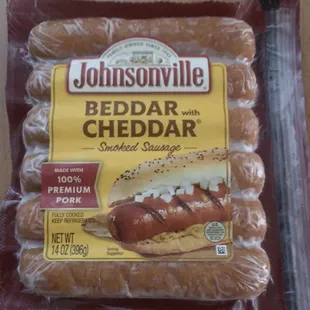 Johnsonville
BEDDAR with
CHEDDAR®
Smoked Sausage
MADE WITH
100%
PREMIUM
PORK
FULLY COOKED
KEEP REFRIGERATED
NET WT
14 OZ (396g)